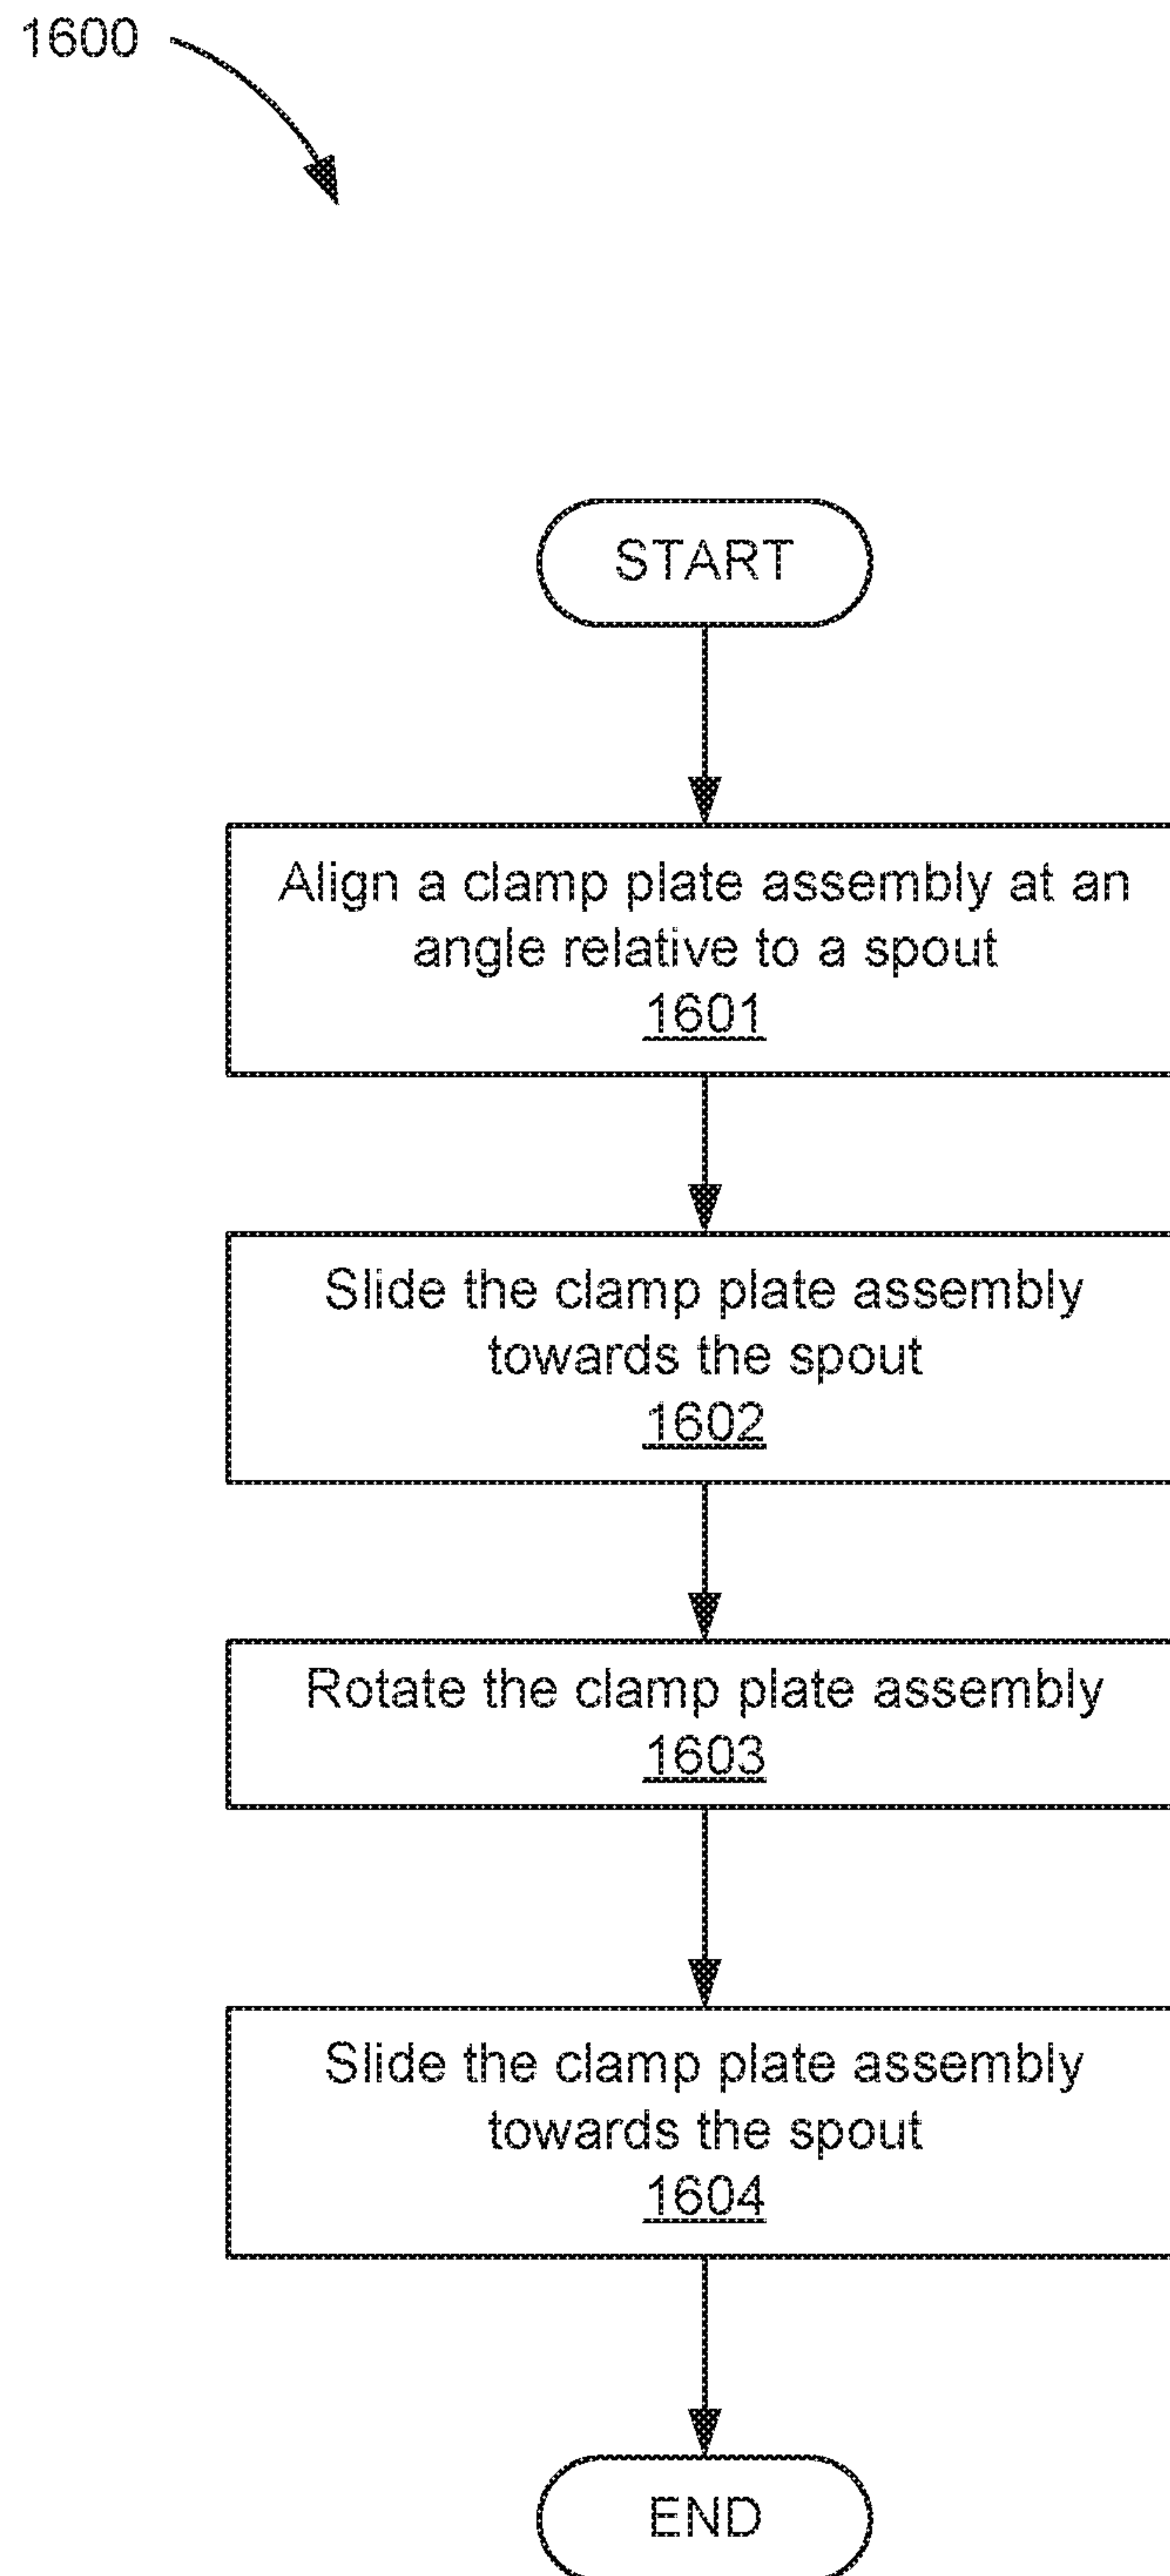 1600
START
Align a clamp plate assembly at an
angle relative to a spout
1601
Slide the clamp plate assembly
towards the spout
1602
Rotate the clamp plate assembly
1603
Slide the clamp plate assembly
towards the spout
1604
END